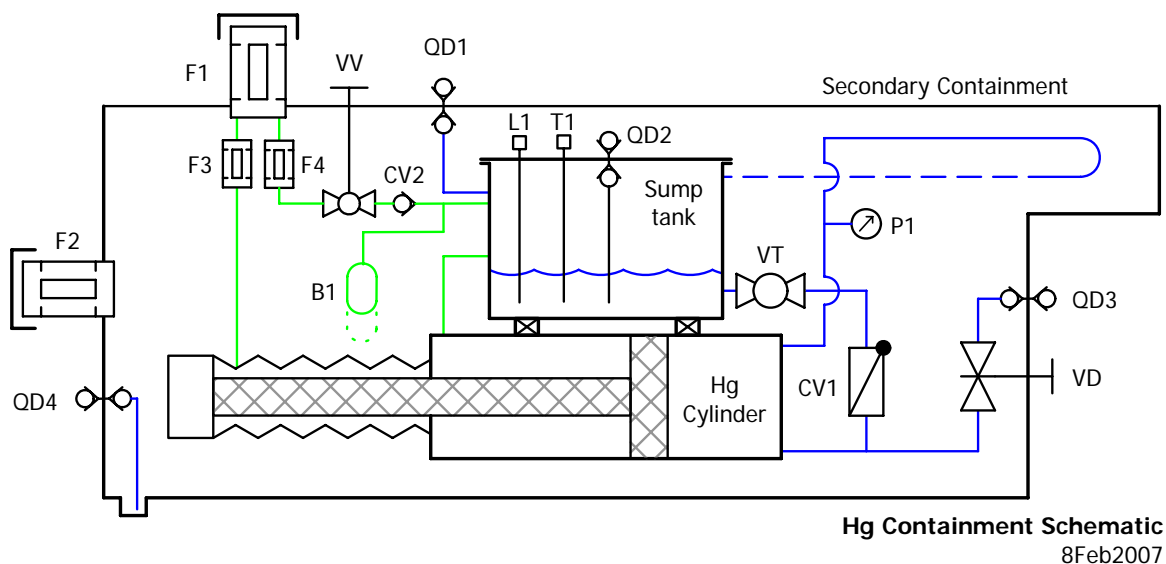 QD1
F1
VV
Secondary Containment
L1
T1
QD2
F3
F4
CV2
Sump
tank
P1
F2
VT
B1
QD3
CV1
VD
Hg
Cylinder
QD4
Hg Containment Schematic
8Feb2007